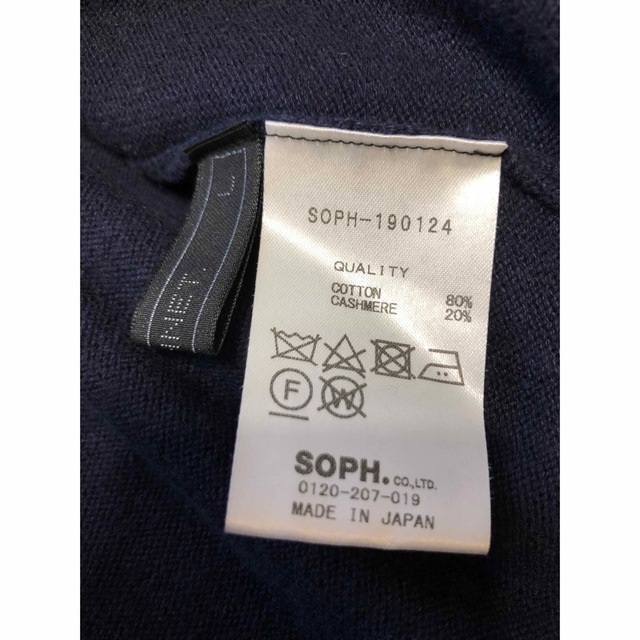 SOPH-190124
QUALITY
COTTON 80%
CASHMERE 20%
F
W
SOPH. CO.,LTD.
0120-207-019
MADE IN JAPAN
L